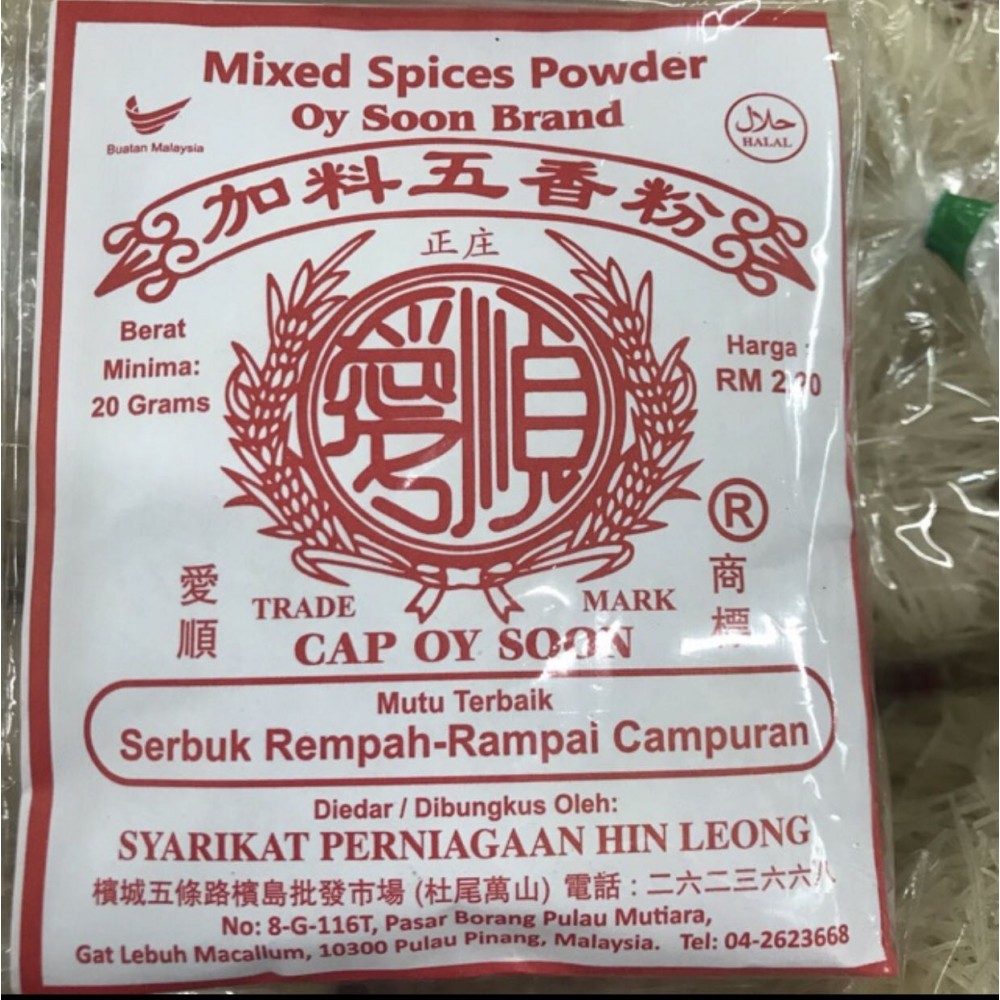 Mixed Spices Powder
Oy Soon Brand
Buatan Malaysia
حلال
HALAL
加料五香粉
正庄
Berat
Minima:
20 Grams
Harga :
RM
愛順
®
愛順
商標
TRADE MARK
CAP OY SOON
Mutu Terbaik
Serbuk Rempah-Rampai Campuran
Diedar / Dibungkus Oleh:
SYARIKAT PERNIAGAAN HIN LEONG
檳城五條路檳島批發市場 (杜尾萬山) 電話 : 二六二三六六八
No: 8-G-116T, Pasar Borang Pulau Mutiara,
Gat Lebuh Macallum, 10300 Pulau Pinang, Malaysia. Tel: 04-2623668